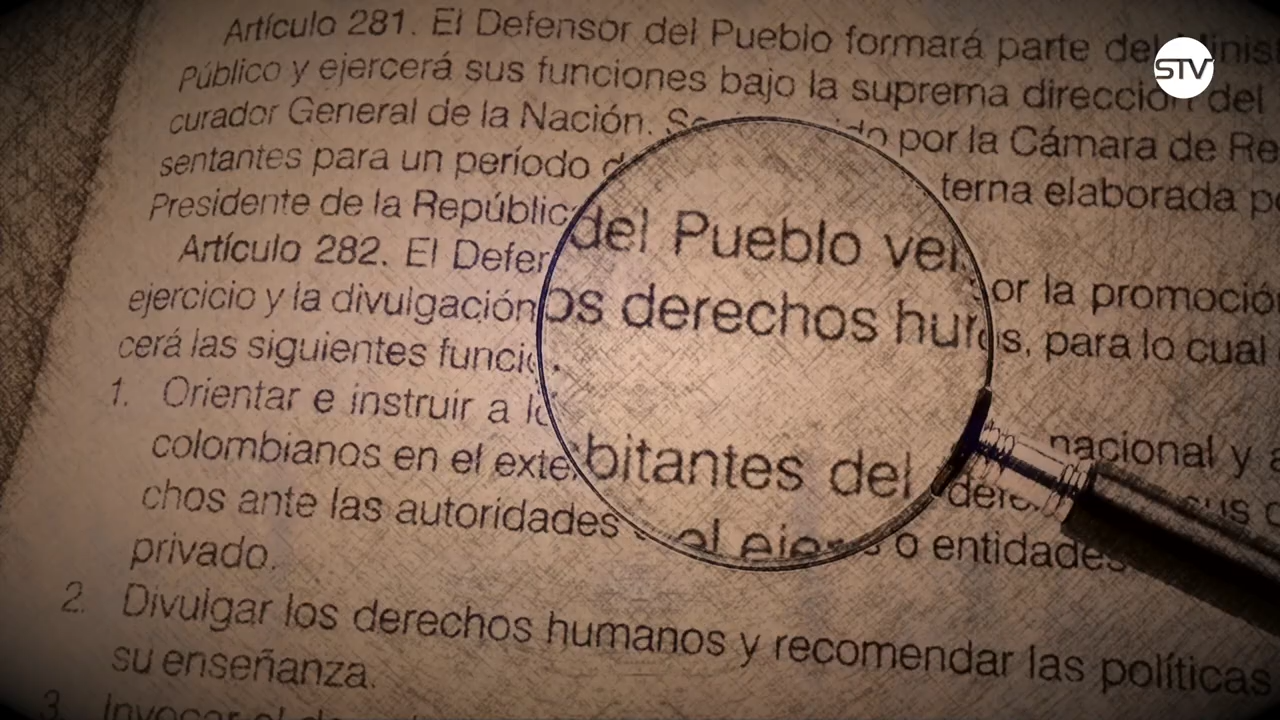 STV
Artículo 281. El Defensor del Pueblo formará parte del
Público y ejercerá sus funciones bajo la suprema dirección del
curador General de la Nación. por la Cámara de Re
sentantes para un período terna elaborada
Presidente de la Repúblic del Pueblo
Artículo 282. El Defen or la promoció
ejercicio y la divulgación os derechos para lo cual
cerá las siguientes funcio
1. Orientar e instruir a nacional y a
colombianos en el exte bitantes del
chos ante las autoridades o entidades
privado.
2. Divulgar los derechos humanos y recomendar las políticas
su enseñanza.
3. Invocar el